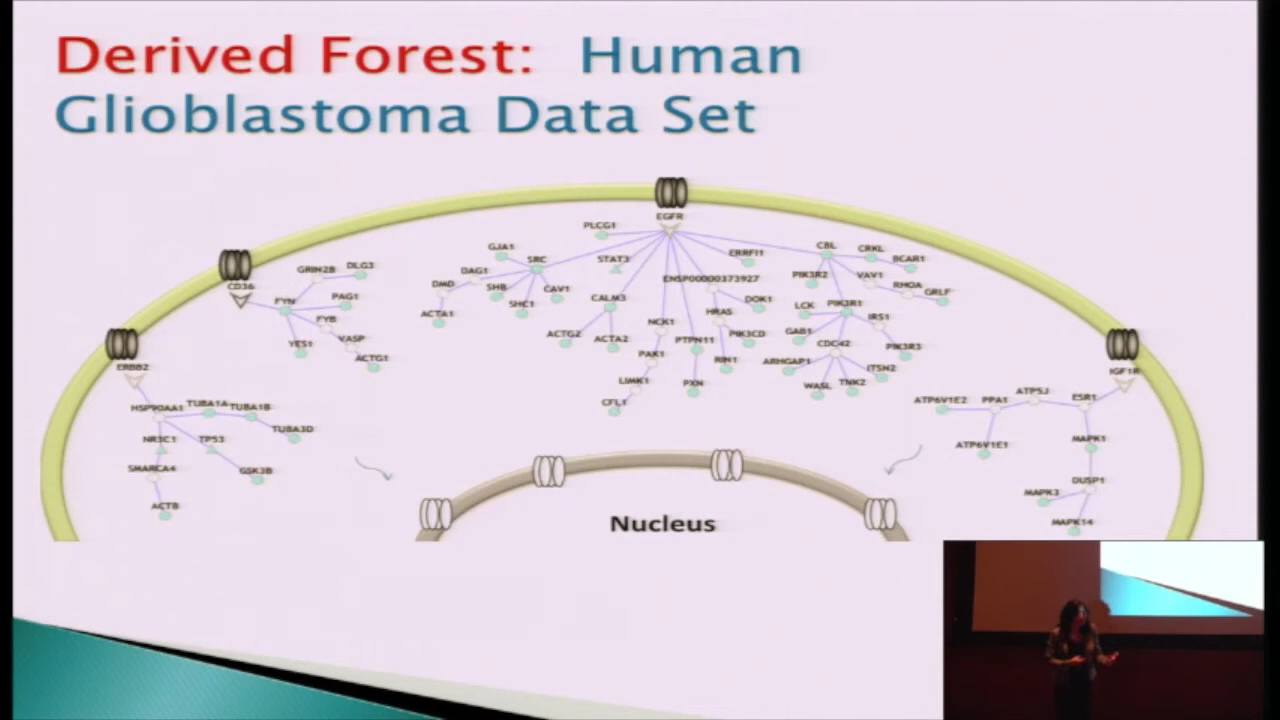 Derived Forest: Human
Glioblastoma Data Set
EGFR
PLCG1
GJA1
SRC
STAT3
ERRFI1
CBL
CRKL
BCAR1
DAG1
DMD
SHB
CAV1
SHC1
ACTA1
CALM3
ENSP00000373927
PIK3R2
VAV1
RHOA
GRLF
DOK1
LCK
PIK3R1
IRS1
ACTG2
ACTA2
NCK1
HRAS
PTPN11
PIK3CD
GAB1
CDC42
PIK3R3
PAK1
RIN1
ARHGAP1
ITSN2
LIMK1
PXN
WASL
TNK2
CFL1
CD36
GRIN2B
DLG3
FYN
PAG1
FYB
YES1
VASP
ACTG1
ERBB2
HSP90AA1
TUBA1A
TUBA1B
TUBA3D
NR3C1
TP53
SMARCA4
GSK3B
ACTB
IGF1R
ATP6V1E2
PPA1
ATP5J
ESR1
ATP6V1E1
MAPK1
DUSP1
MAPK3
MAPK14
Nucleus